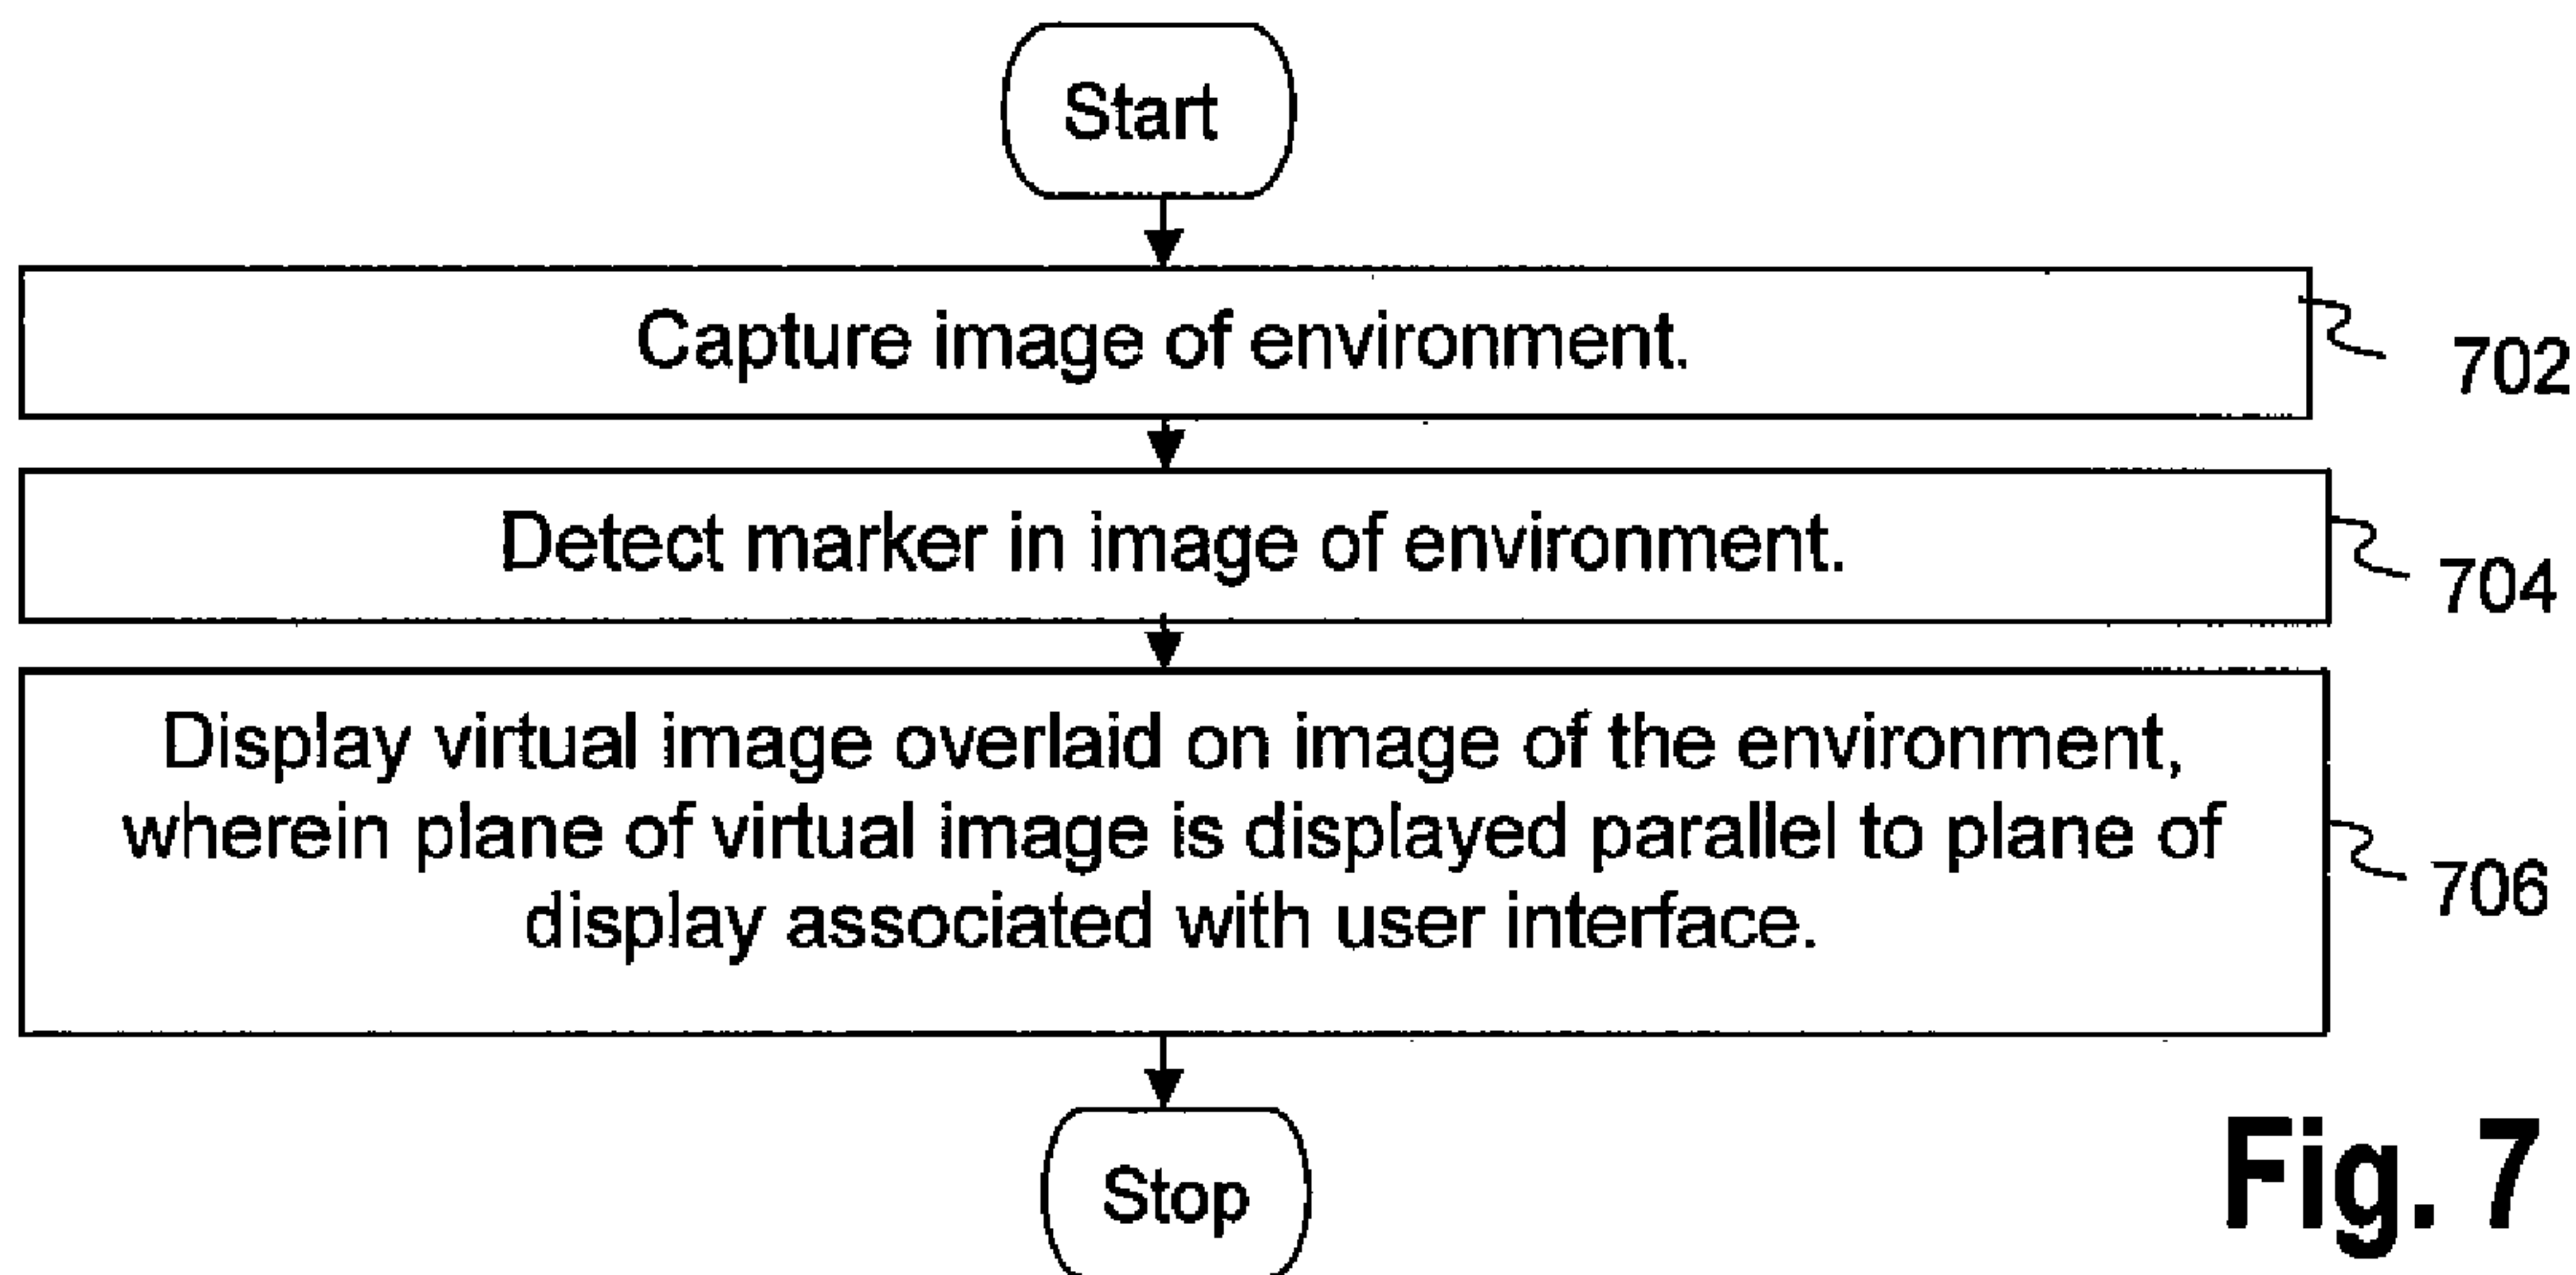 Start
Capture image of environment.
702
Detect marker in image of environment.
704
Display virtual image overlaid on image of the environment,
wherein plane of virtual image is displayed parallel to plane of
display associated with user interface.
706
Stop
Fig. 7